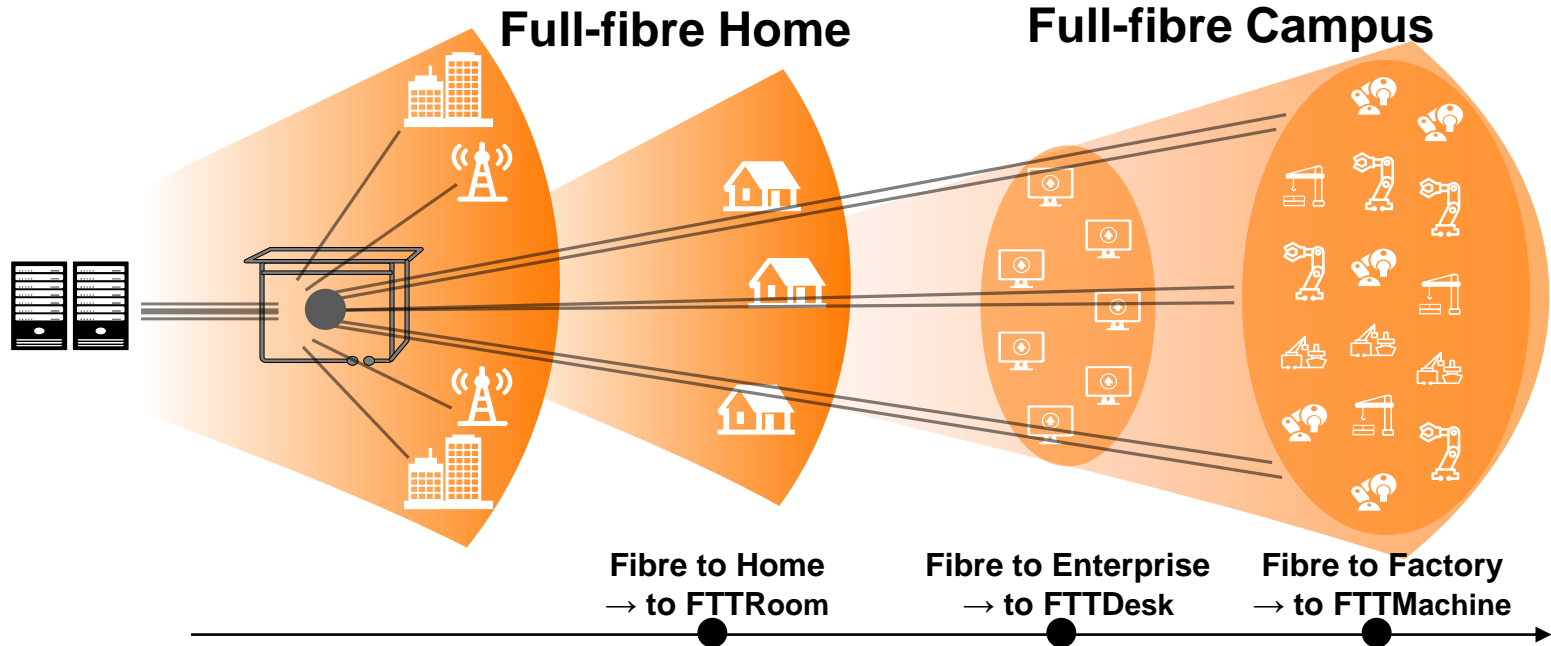 Full-fibre Home
Full-fibre Campus
Fibre to Home
→ to FTTRoom
Fibre to Enterprise
→ to FTTDesk
Fibre to Factory
→ to FTTMachine